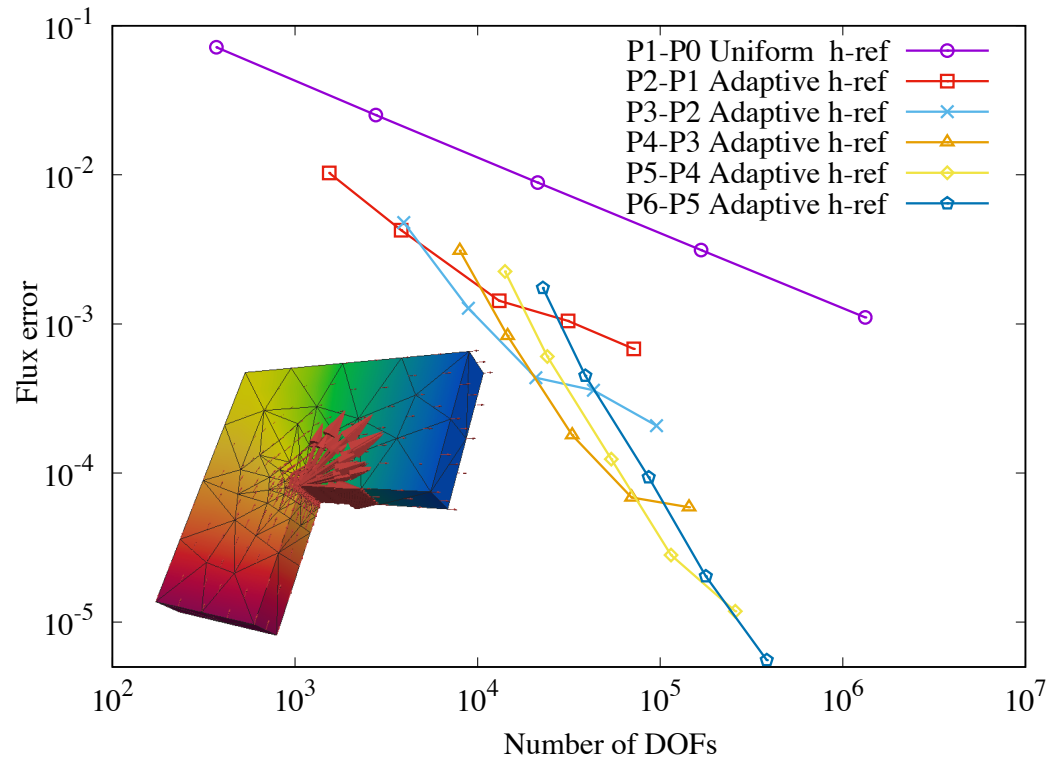 10^-1
10^-2
10^-3
10^-4
10^-5
Flux error
P1-P0 Uniform h-ref
P2-P1 Adaptive h-ref
P3-P2 Adaptive h-ref
P4-P3 Adaptive h-ref
P5-P4 Adaptive h-ref
P6-P5 Adaptive h-ref
10^2 10^3 10^4 10^5 10^6 10^7
Number of DOFs